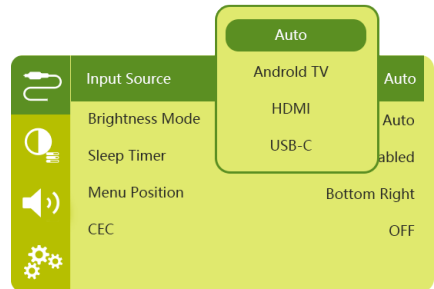 Auto
Input Source Androld TV Auto
HDMI
Brightness Mode Auto
USB-C
Sleep Timer abled
Menu Position Bottom Right
CEC OFF